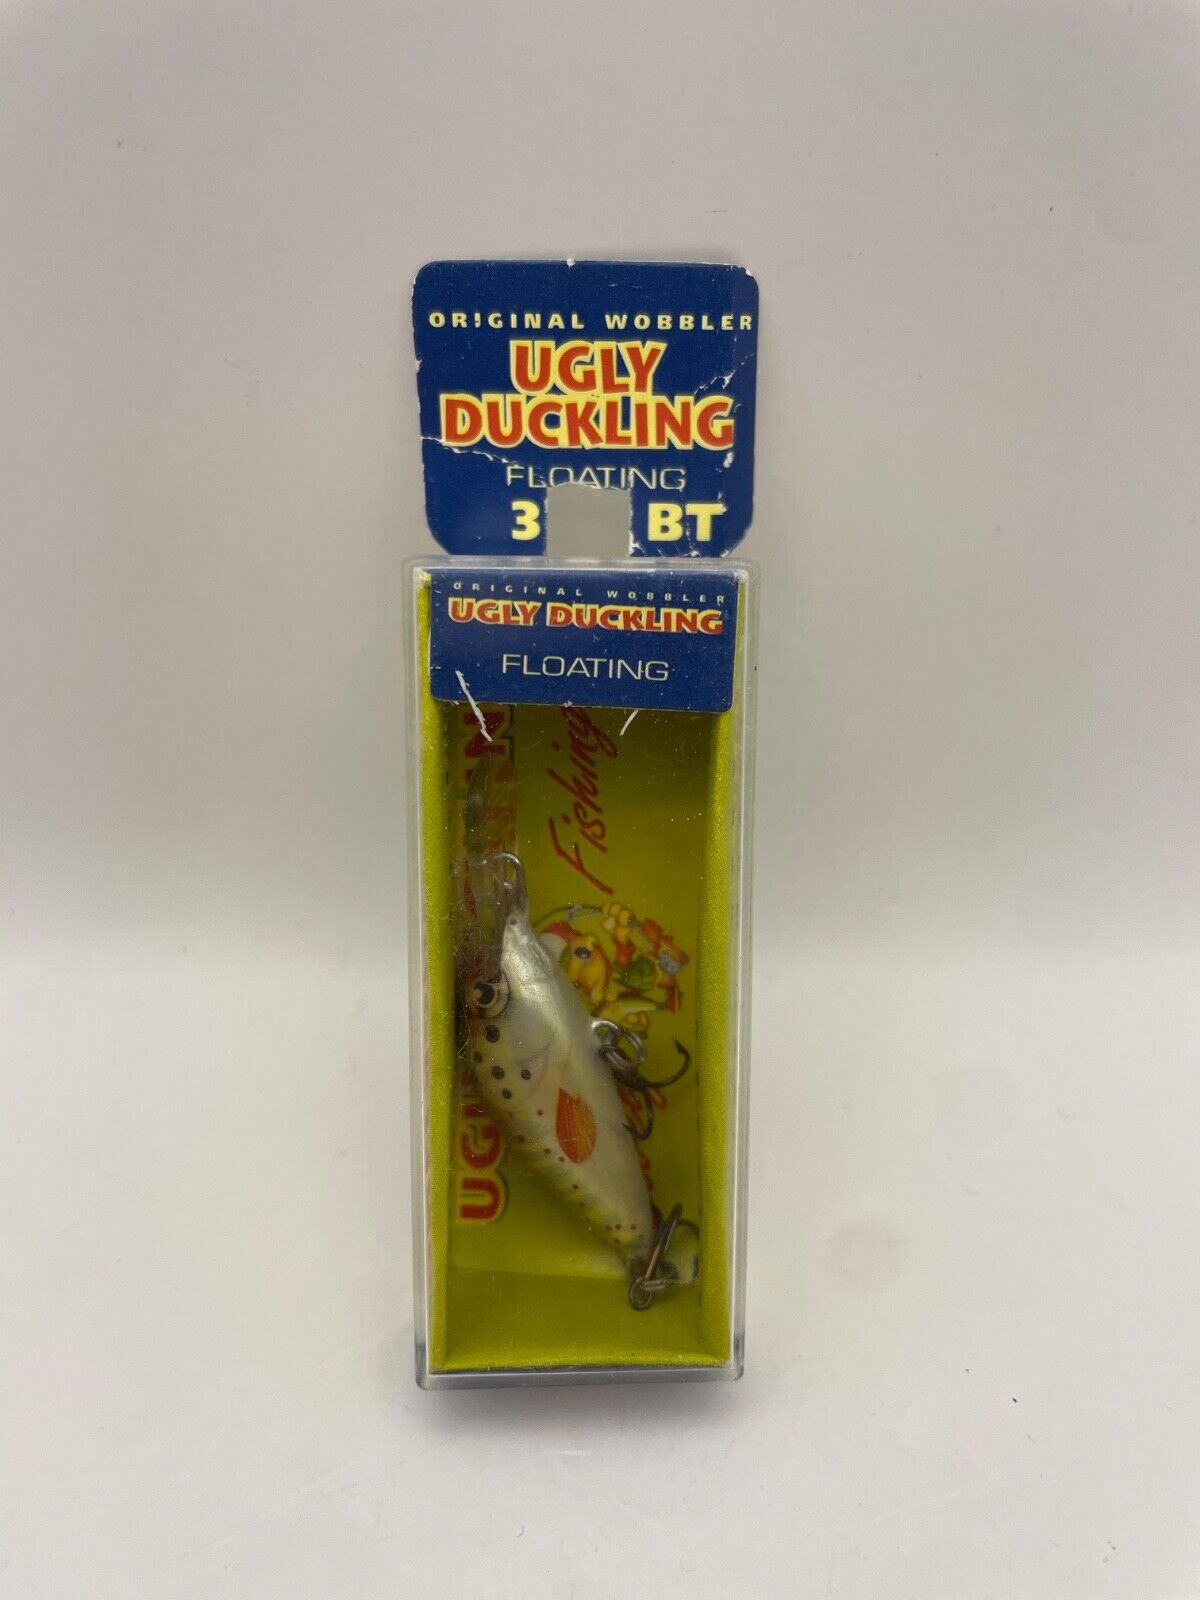 ORIGINAL WOBBLER
UGLY
DUCKLING
FLOATING
3 BT
ORIGINAL WOBBLER
UGLY DUCKLING
FLOATING
Fishing